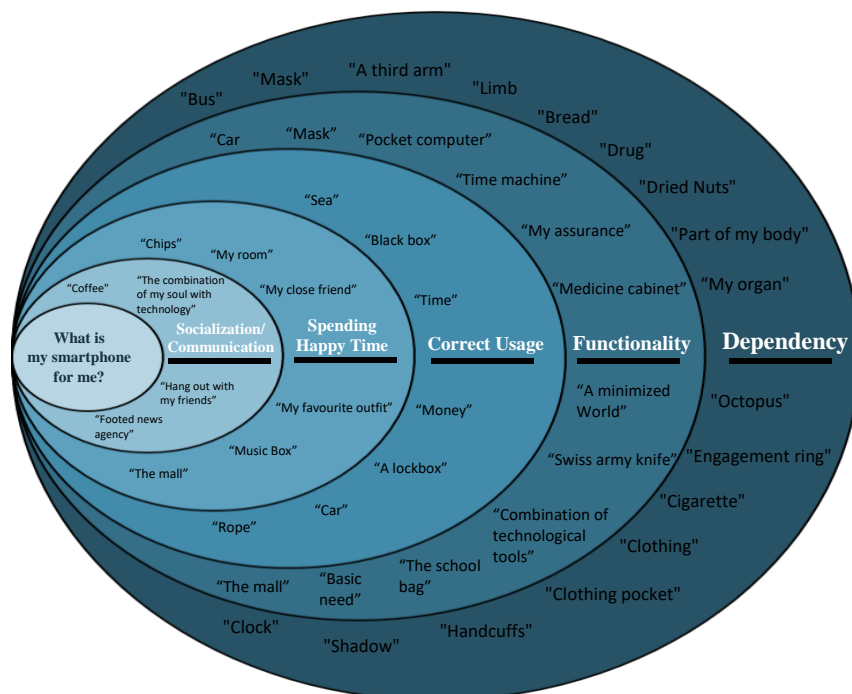 "A third arm"
"Mask"
"Limb
"Bus"
"Bread"
"Drug"
"Dried Nuts"
"Part of my body"
"My organ"
Dependency
"Octopus"
"Engagement ring"
"Cigarette"
"Clothing"
"Clothing pocket"
"Handcuffs"
"Shadow"
"Clock"
“Car
“Mask”
“Pocket computer”
“Time machine”
“My assurance”
“Medicine cabinet”
Functionality
“A minimized
World”
“Swiss army knife”
“Combination of
technological
tools”
“The school
bag”
“Basic
need”
“The mall”
“Sea”
“Black box”
“Time”
Correct Usage
“Money”
“A lockbox”
“Car”
“Rope”
“Chips”
“My room”
“My close friend”
Spending
Happy Time
“My favourite outfit”
“Music Box”
“The mall”
“Coffee"
“The combination
of my soul with
technology”
Socialization/
Communication
“Hang out with
my friends”
“Footed news
agency”
What is
my smartphone
for me?